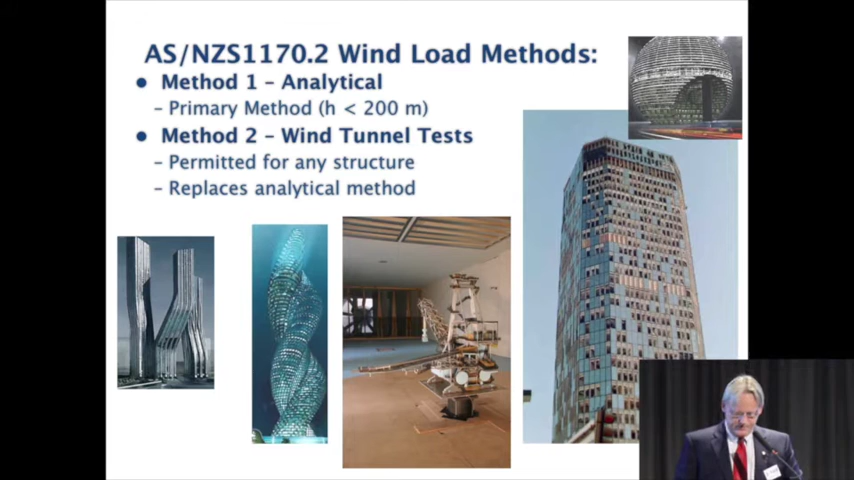 AS/NZS1170.2 Wind Load Methods:
• Method 1 – Analytical
– Primary Method (h < 200 m)
• Method 2 – Wind Tunnel Tests
– Permitted for any structure
– Replaces analytical method